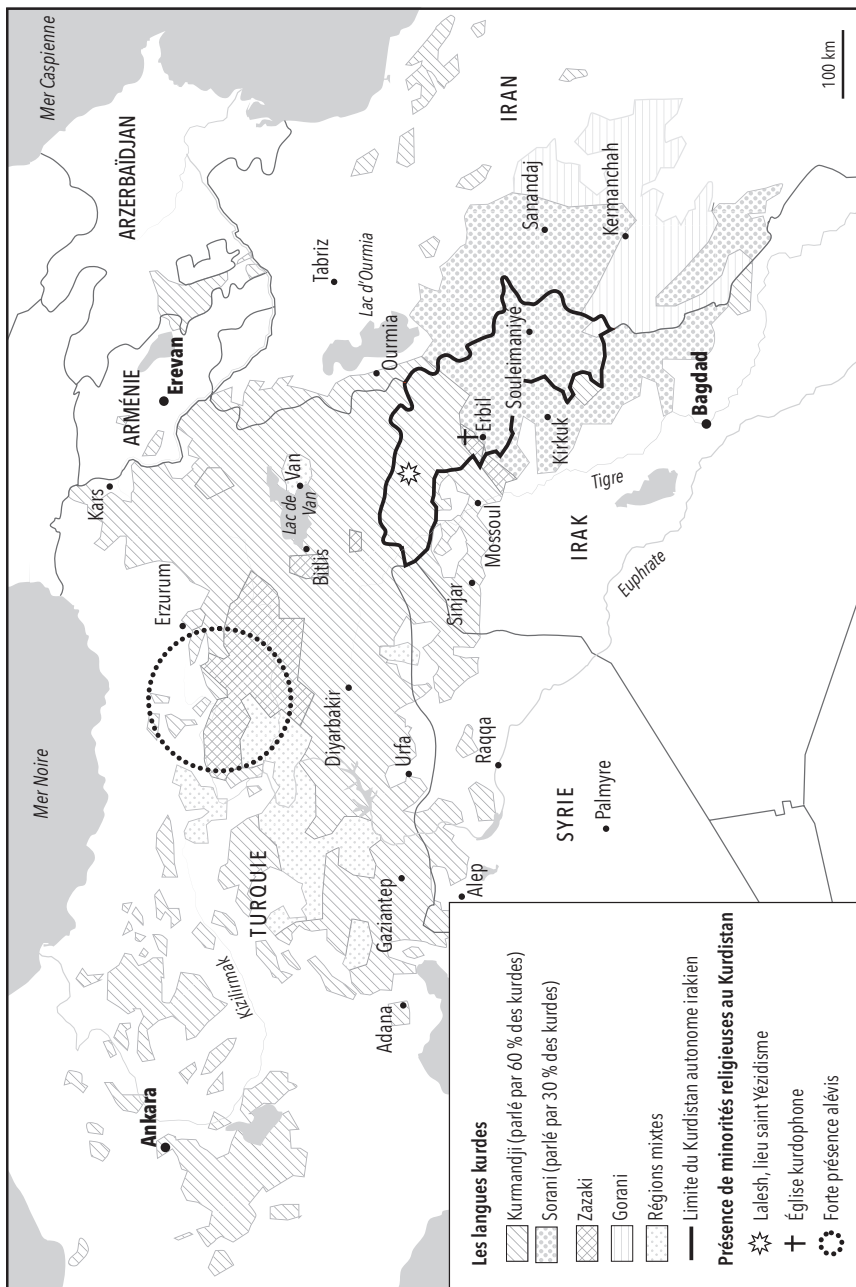 Mer Noire
Mer Caspienne
ARZERBAÏDJAN
ARMÉNIE
Erevan
Kars
Erzurum
Ankara
Kizilirmak
TURQUIE
Lac de
Van
Van
Bitlis
Tabriz
Lac d'Ourmia
Ourmia
IRAN
Diyarbakir
Urfa
Gaziantep
Adana
Alep
Raqqa
SYRIE
Palmyre
Sinjar
Mossoul
Erbil
Kirkuk
Souleimaniyé
Sanandaj
Kermanchah
IRAK
Tigre
Euphrate
Bagdad
100 km
Les langues kurdes
Kurmandji (parlé par 60 % des kurdes)
Sorani (parlé par 30 % des kurdes)
Zazaki
Gorani
Régions mixtes
Limite du Kurdistan autonome irakien
Présence de minorités religieuses au Kurdistan
Lalesh, lieu saint Yézidisme
Église kurdophone
Forte présence alévis